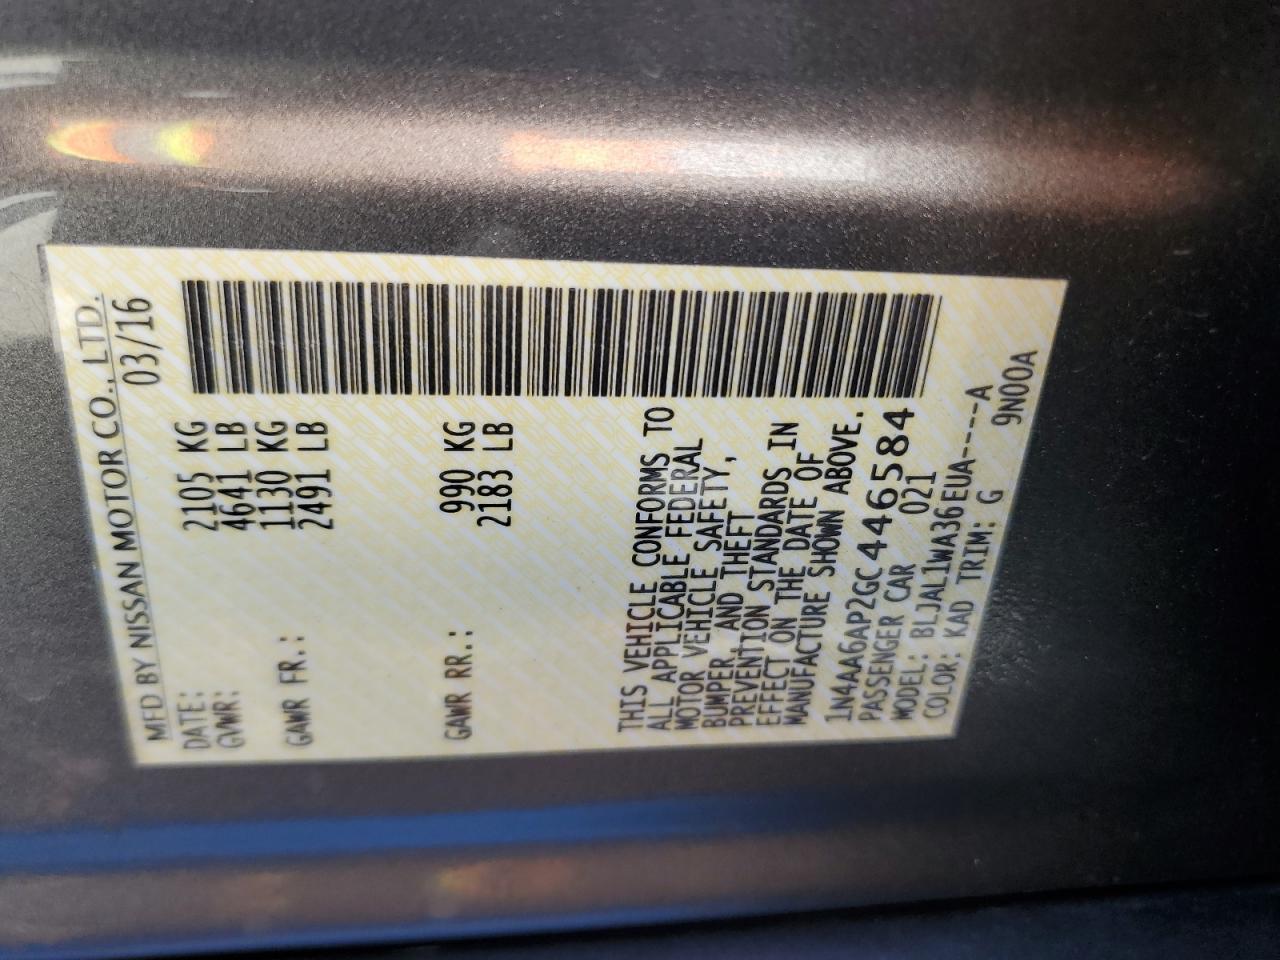 MFD BY NISSAN MOTOR CO., LTD.
DATE: 03/16
GVWR: 2105 KG
4641 LB
GAWR FR.: 1130 KG
2491 LB
GAWR RR.: 990 KG
2183 LB
THIS VEHICLE CONFORMS TO
ALL APPLICABLE FEDERAL
MOTOR VEHICLE SAFETY,
BUMPER, AND THEFT
PREVENTION STANDARDS IN
EFFECT ON THE DATE OF
MANUFACTURE SHOWN ABOVE.
1N4AA6AP2GC446584
PASSENGER CAR 021
MODEL: BLJAL1WA36EUA----A
COLOR: KAD TRIM: G 9N00A